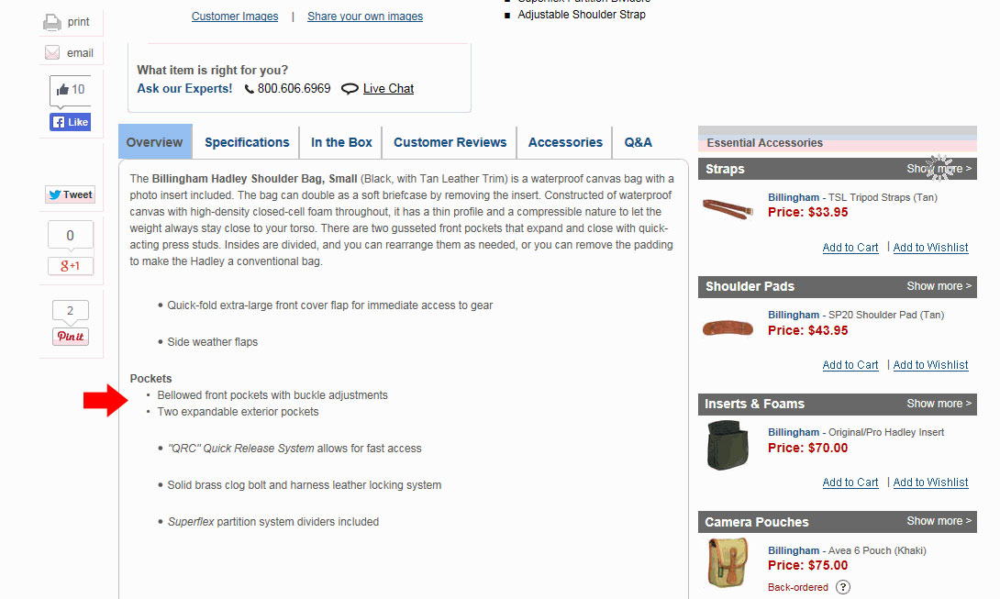 print
email
10
Like
Tweet
0
g+1
2
Pin it
Customer Images | Share your own images
Superflex Partition Dividers
Adjustable Shoulder Strap
What item is right for you?
Ask our Experts! 800.606.6969 Live Chat
Overview Specifications In the Box Customer Reviews Accessories Q&A
The Billingham Hadley Shoulder Bag, Small (Black, with Tan Leather Trim) is a waterproof canvas bag with a
photo insert included. The bag can double as a soft briefcase by removing the insert. Constructed of waterproof
canvas with high-density closed-cell foam throughout, it has a thin profile and a compressible nature to let the
weight always stay close to your torso. There are two gusseted front pockets that expand and close with quick-
acting press studs. Insides are divided, and you can rearrange them as needed, or you can remove the padding
to make the Hadley a conventional bag.
• Quick-fold extra-large front cover flap for immediate access to gear
• Side weather flaps
Pockets
• Bellowed front pockets with buckle adjustments
• Two expandable exterior pockets
• "QRC" Quick Release System allows for fast access
• Solid brass clog bolt and harness leather locking system
• Superflex partition system dividers included
Essential Accessories
Straps Show more >
Billingham - TSL Tripod Straps (Tan)
Price: $33.95
Add to Cart | Add to Wishlist
Shoulder Pads Show more >
Billingham - SP20 Shoulder Pad (Tan)
Price: $43.95
Add to Cart | Add to Wishlist
Inserts & Foams Show more >
Billingham - Original/Pro Hadley Insert
Price: $70.00
Add to Cart | Add to Wishlist
Camera Pouches Show more >
Billingham - Avea 6 Pouch (Khaki)
Price: $75.00
Back-ordered ?